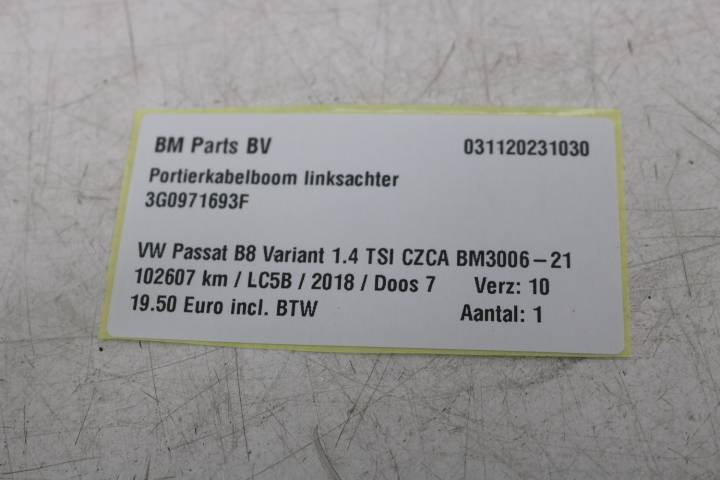 BM Parts BV 031120231030
Portierkabelboom linksachter
3G0971693F
VW Passat B8 Variant 1.4 TSI CZCA BM3006-21
102607 km / LC5B / 2018 / Doos 7 Verz: 10
19.50 Euro incl. BTW Aantal: 1